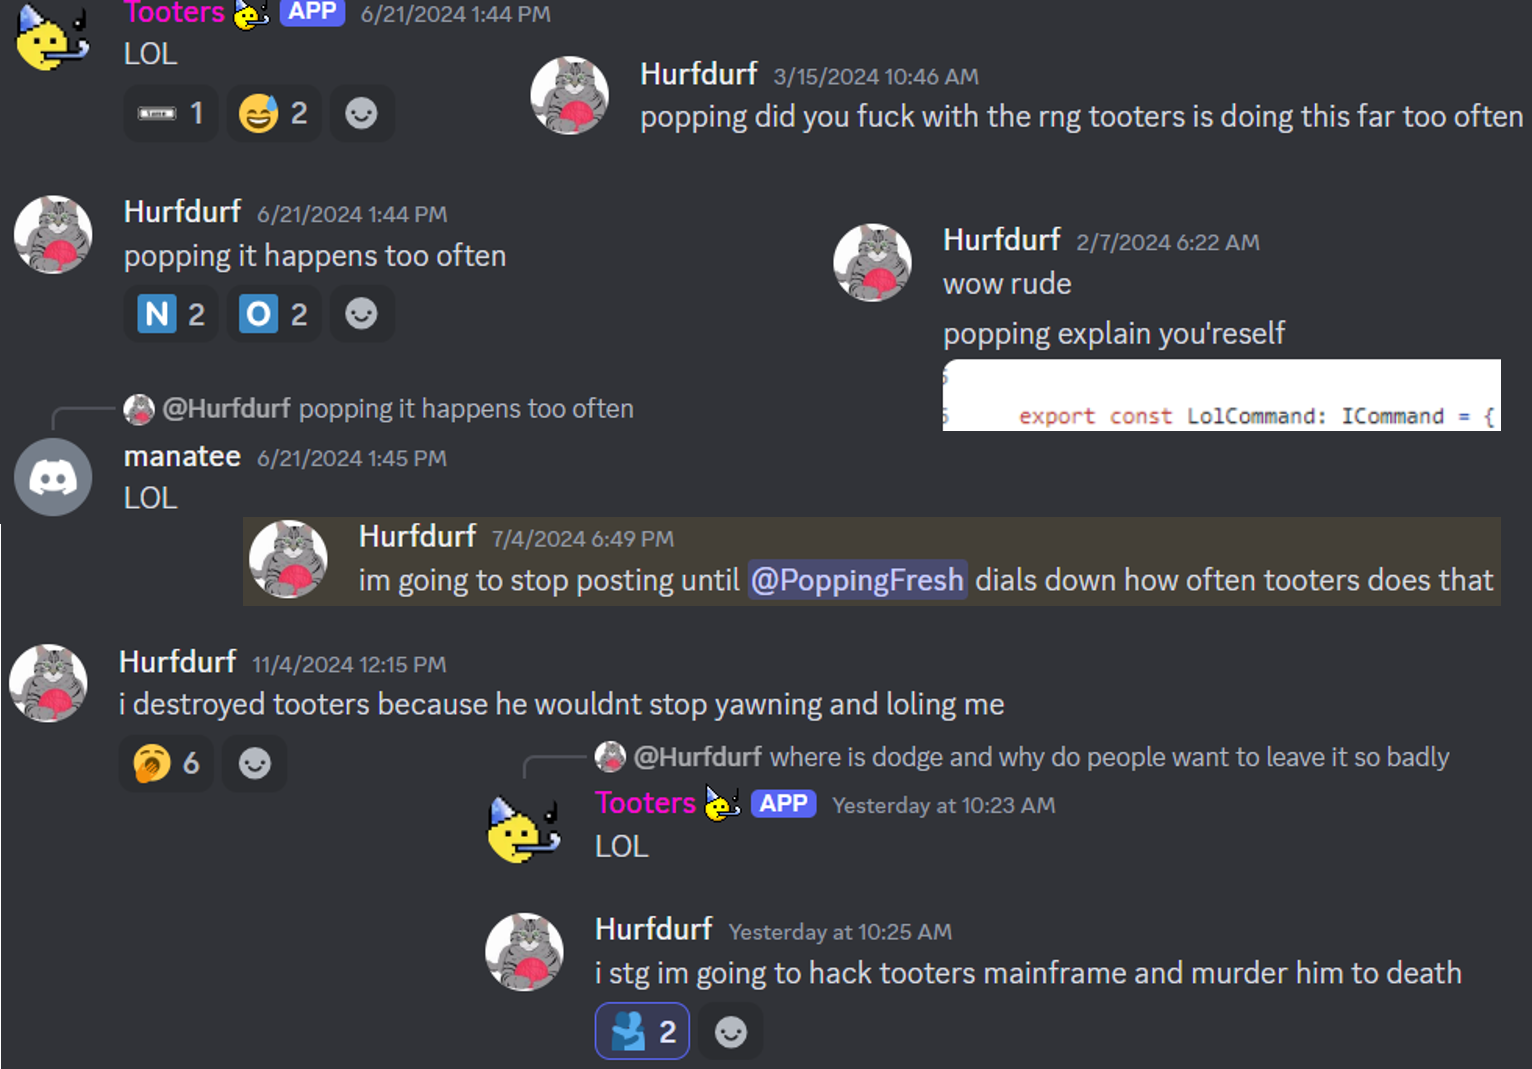 Tooters APP 6/21/2024 1:44 PM
LOL
1 2
Hurfdurf 3/15/2024 10:46 AM
popping did you fuck with the rng tooters is doing this far too often
Hurfdurf 6/21/2024 1:44 PM
popping it happens too often
N 2 O 2
Hurfdurf 2/7/2024 6:22 AM
wow rude
popping explain you'reself
export const LolCommand: ICommand = {
@Hurfdurf popping it happens too often
manatee 6/21/2024 1:45 PM
LOL
Hurfdurf 7/4/2024 6:49 PM
im going to stop posting until @PoppingFresh dials down how often tooters does that
Hurfdurf 11/4/2024 12:15 PM
i destroyed tooters because he wouldnt stop yawning and loling me
6
@Hurfdurf where is dodge and why do people want to leave it so badly
Tooters APP Yesterday at 10:23 AM
LOL
Hurfdurf Yesterday at 10:25 AM
i stg im going to hack tooters mainframe and murder him to death
2